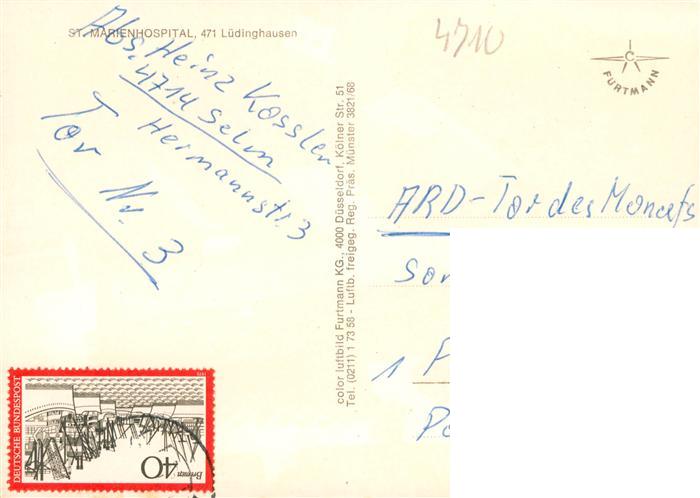 ST. MARIENHOSPITAL, 471 Lüdinghausen
Abs. Heinz Kossler
4714 Selm
Hermannstr. 3
Tor Nr. 3
4710
C
FURTMANN
color luftbild Furtmann KG., 4000 Düsseldorf, Kölner Str. 51
Tel. (0211) 1 73 58 - Luftb. freigeg. Reg. Präs. Münster 3821/68
ARD-Tor des Monats
1
DEUTSCHE BUNDESPOST
Bremen
40